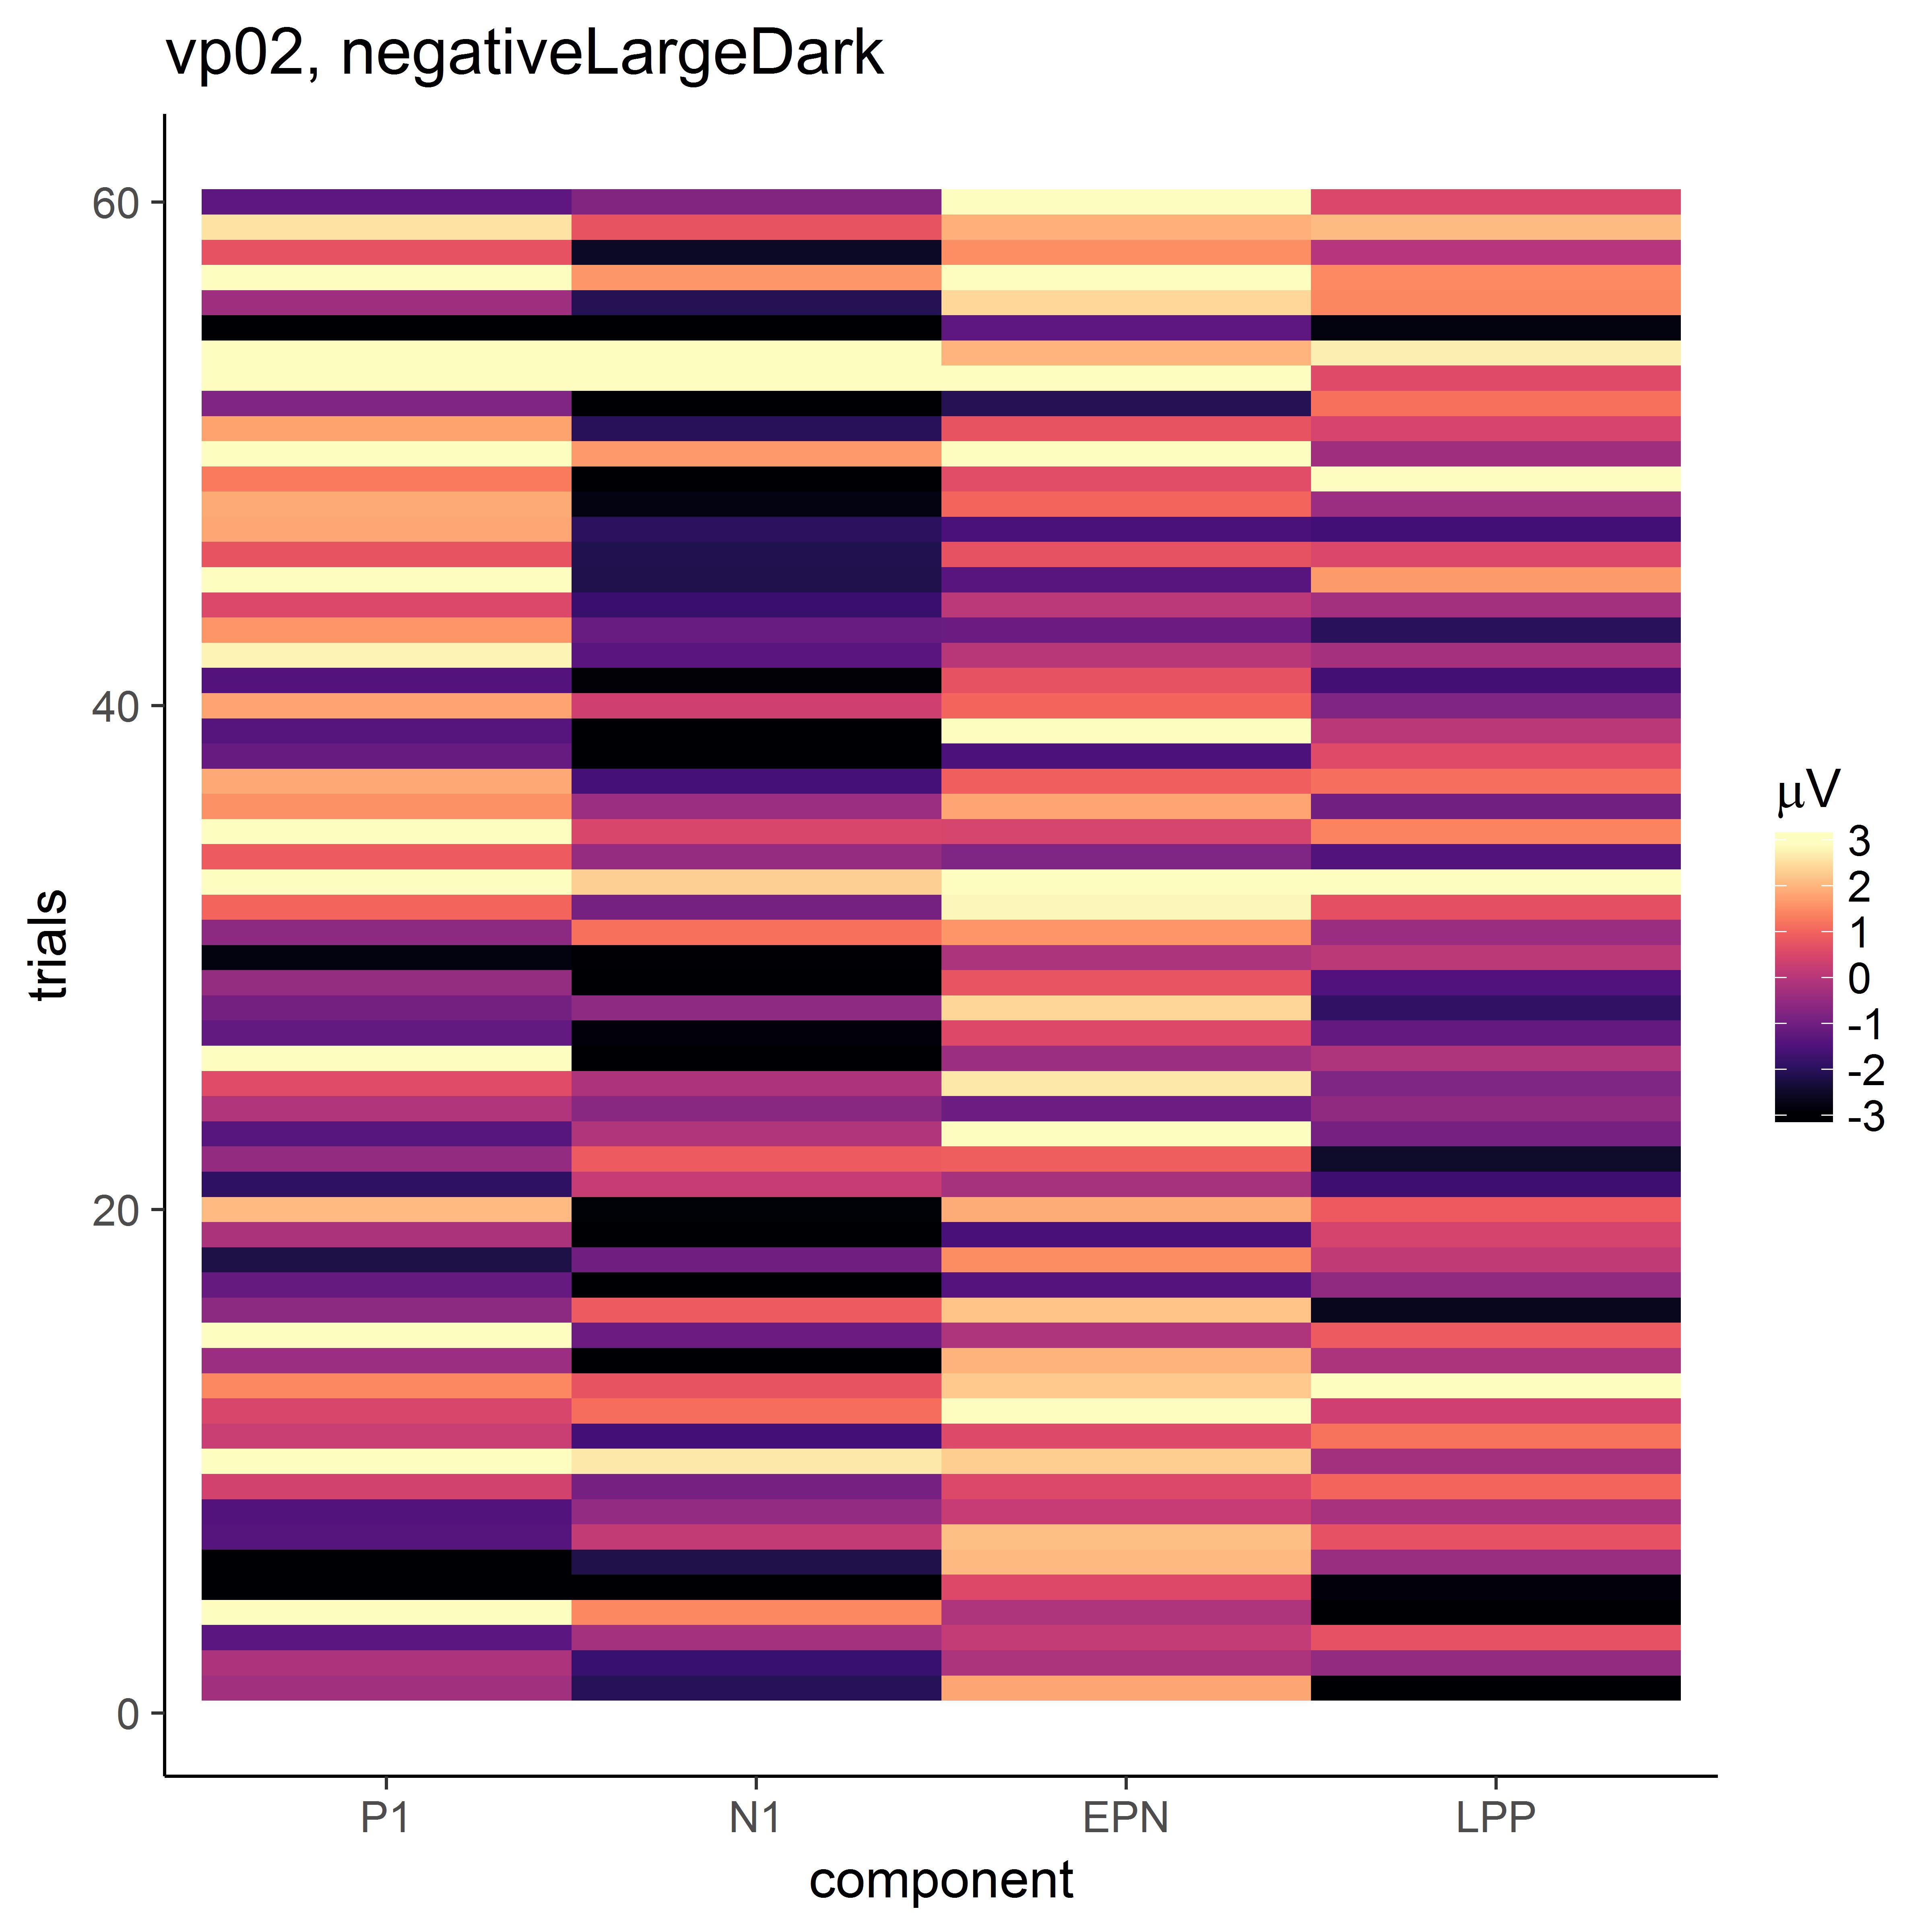 vp02, negativeLargeDark
60
40
20
0
trials
P1 N1 EPN LPP
component
μV
3
2
1
0
-1
-2
-3